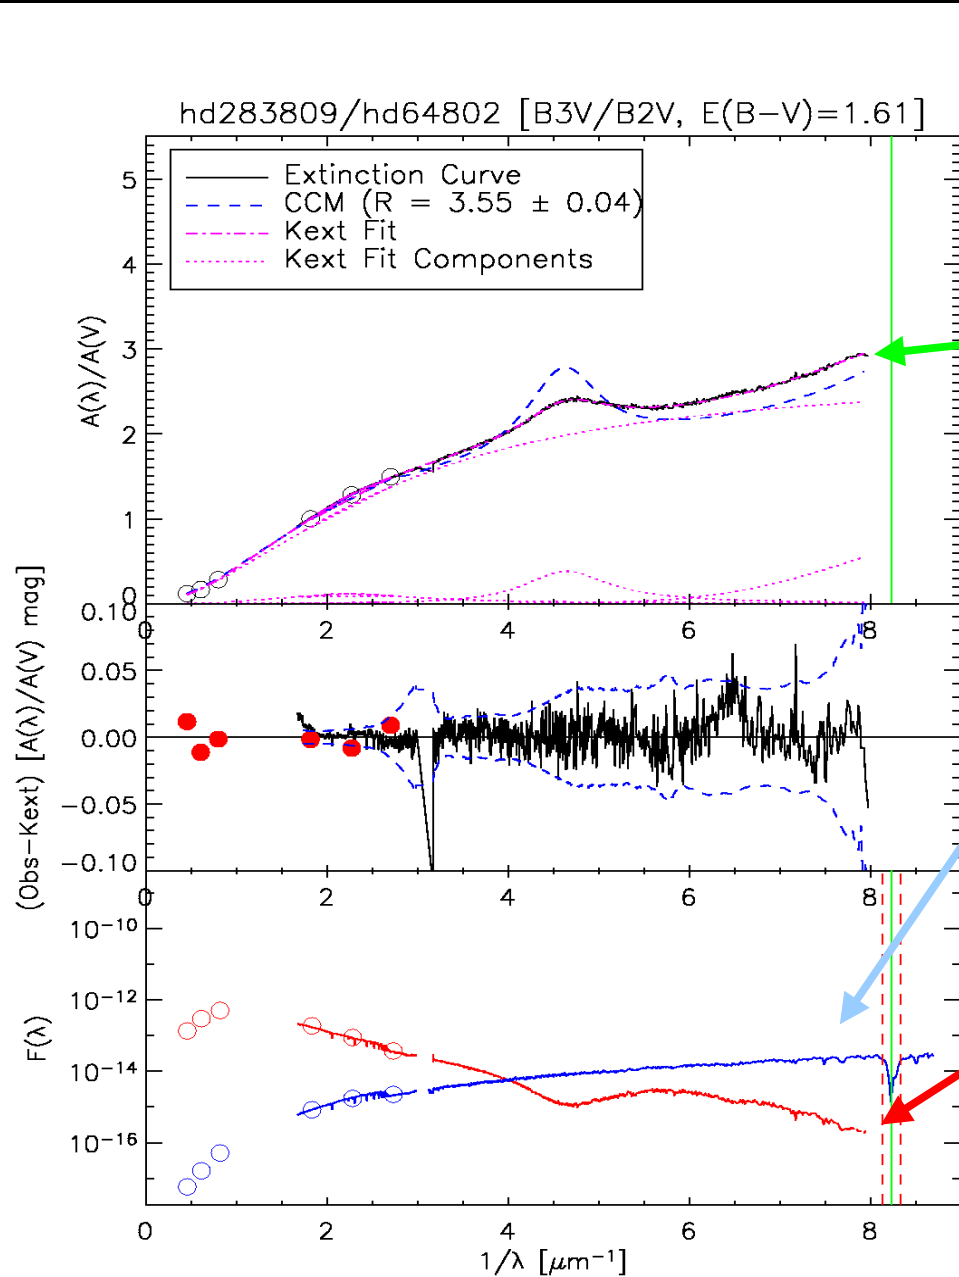 hd283809/hd64802 [B3V/B2V, E(B−V)=1.61]
Extinction Curve
CCM (R = 3.55 ± 0.04)
Kext Fit
Kext Fit Components
A(λ)/A(V)
5
4
3
2
1
0
0 2 4 6 8
(Obs−Kext) [A(λ)/A(V) mag]
0.10
0.05
0.00
−0.05
−0.10
0 2 4 6 8
F(λ)
10⁻¹⁰
10⁻¹²
10⁻¹⁴
10⁻¹⁶
0 2 4 6 8
1/λ [μm⁻¹]